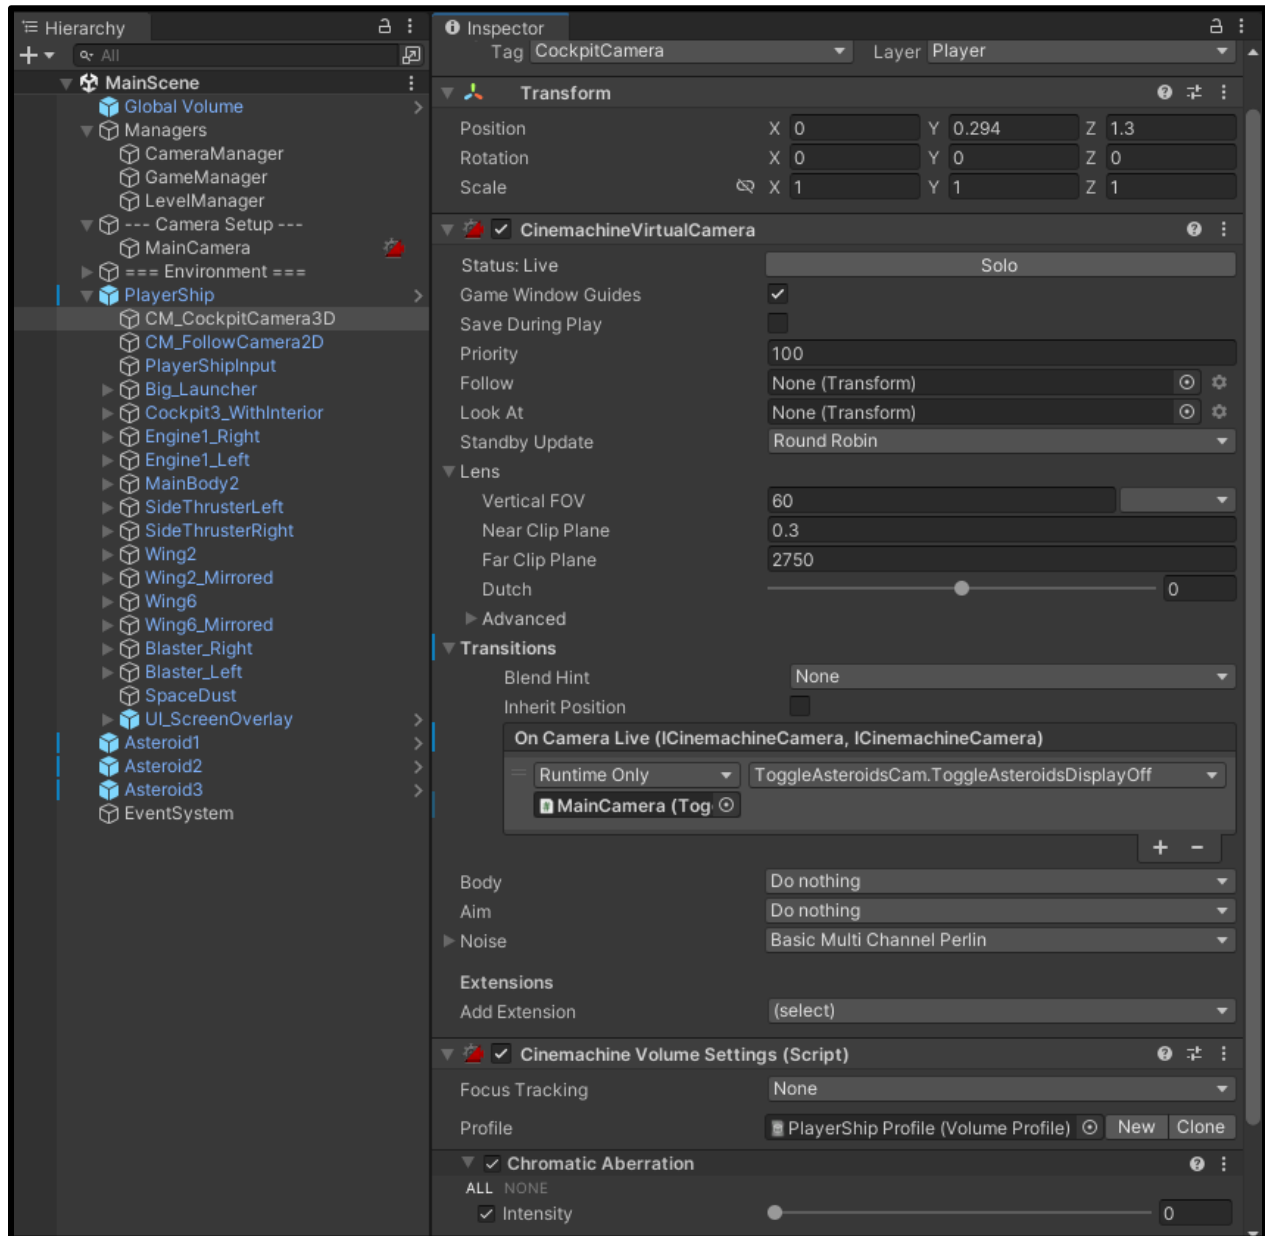 Hierarchy
All
MainScene
Global Volume
Managers
CameraManager
GameManager
LevelManager
--- Camera Setup ---
MainCamera
=== Environment ===
PlayerShip
CM_CockpitCamera3D
CM_FollowCamera2D
PlayerShipInput
Big_Launcher
Cockpit3_WithInterior
Engine1_Right
Engine1_Left
MainBody2
SideThrusterLeft
SideThrusterRight
Wing2
Wing2_Mirrored
Wing6
Wing6_Mirrored
Blaster_Right
Blaster_Left
SpaceDust
UI_ScreenOverlay
Asteroid1
Asteroid2
Asteroid3
EventSystem
Inspector
Tag CockpitCamera Layer Player
Transform
Position X 0 Y 0.294 Z 1.3
Rotation X 0 Y 0 Z 0
Scale X 1 Y 1 Z 1
CinemachineVirtualCamera
Status: Live Solo
Game Window Guides
Save During Play
Priority 100
Follow None (Transform)
Look At None (Transform)
Standby Update Round Robin
Lens
Vertical FOV 60
Near Clip Plane 0.3
Far Clip Plane 2750
Dutch 0
Advanced
Transitions
Blend Hint None
Inherit Position
On Camera Live (ICinemachineCamera, ICinemachineCamera)
Runtime Only ToggleAsteroidsCam.ToggleAsteroidsDisplayOff
MainCamera (Tog
+ −
Body Do nothing
Aim Do nothing
Noise Basic Multi Channel Perlin
Extensions
Add Extension (select)
Cinemachine Volume Settings (Script)
Focus Tracking None
Profile PlayerShip Profile (Volume Profile) New Clone
Chromatic Aberration
ALL NONE
Intensity 0